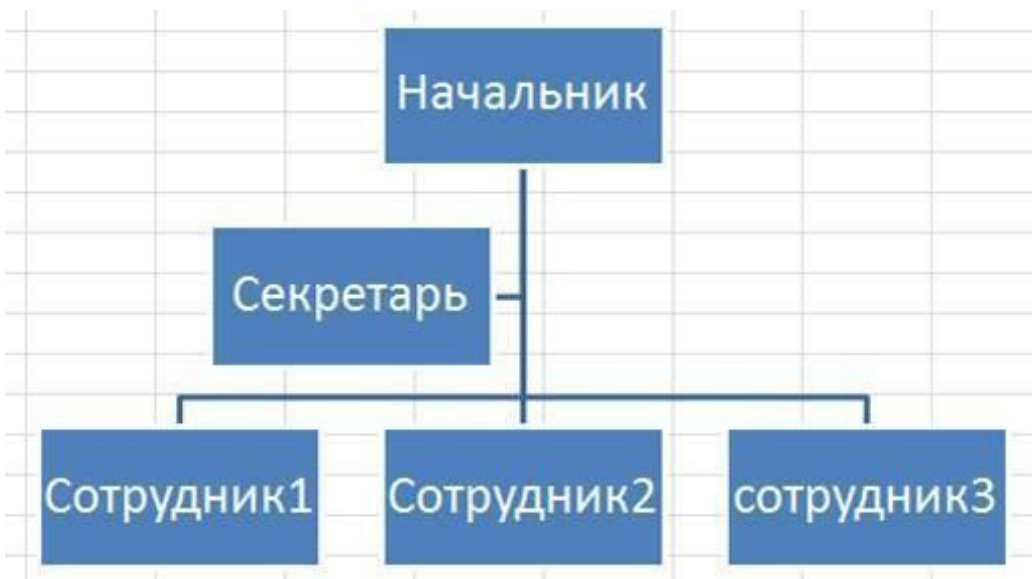 Начальник
Секретарь
Сотрудник1
Сотрудник2
сотрудник3